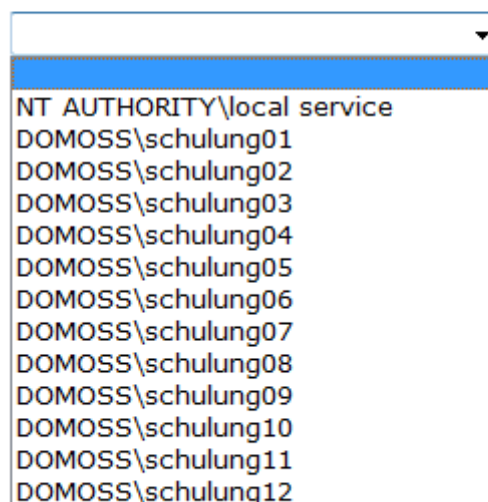 NT AUTHORITY\local service
DOMOSS\schulung01
DOMOSS\schulung02
DOMOSS\schulung03
DOMOSS\schulung04
DOMOSS\schulung05
DOMOSS\schulung06
DOMOSS\schulung07
DOMOSS\schulung08
DOMOSS\schulung09
DOMOSS\schulung10
DOMOSS\schulung11
DOMOSS\schulung12